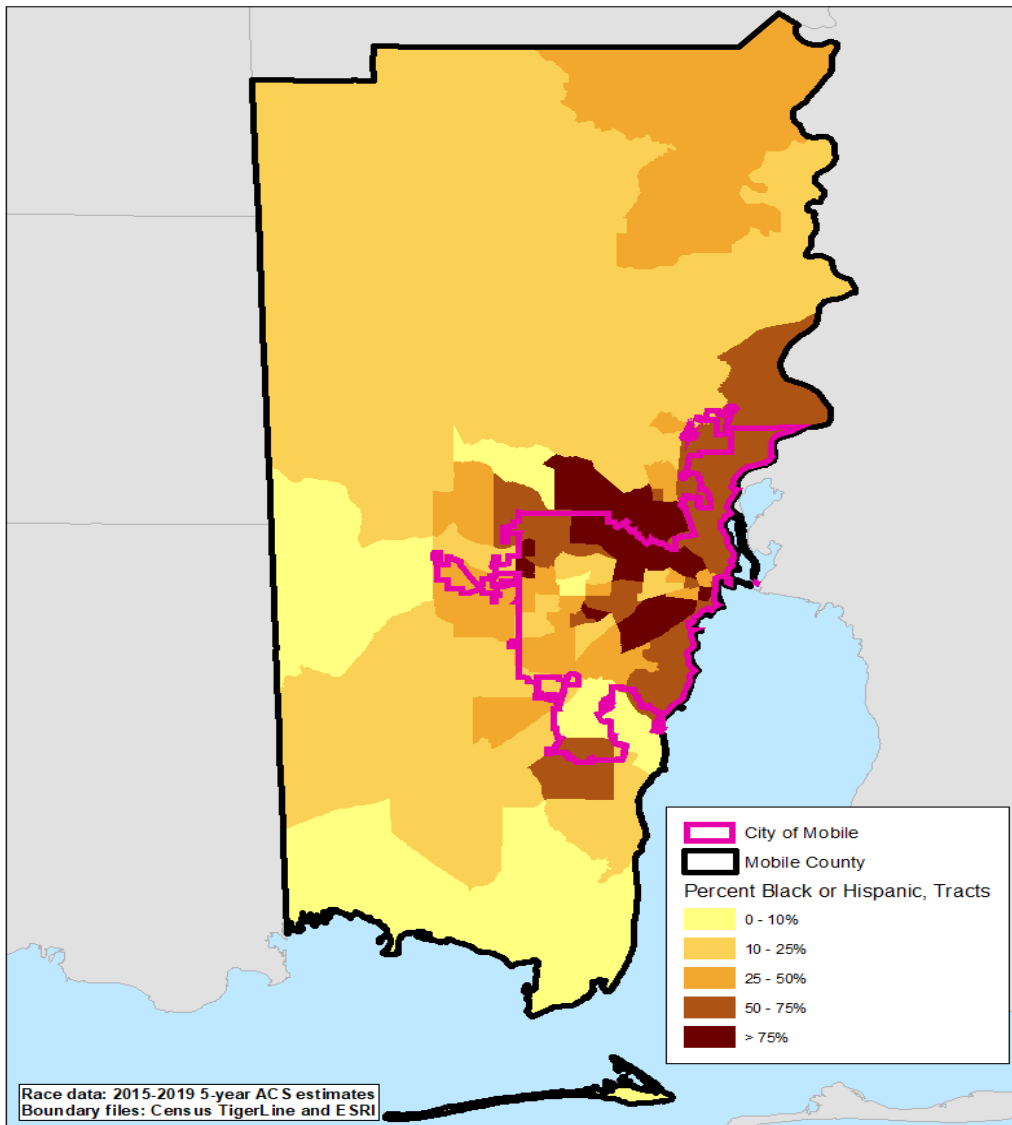 City of Mobile
Mobile County
Percent Black or Hispanic, Tracts
0 - 10%
10 - 25%
25 - 50%
50 - 75%
> 75%
Race data: 2015-2019 5-year ACS estimates
Boundary files: Census TigerLine and ESRI